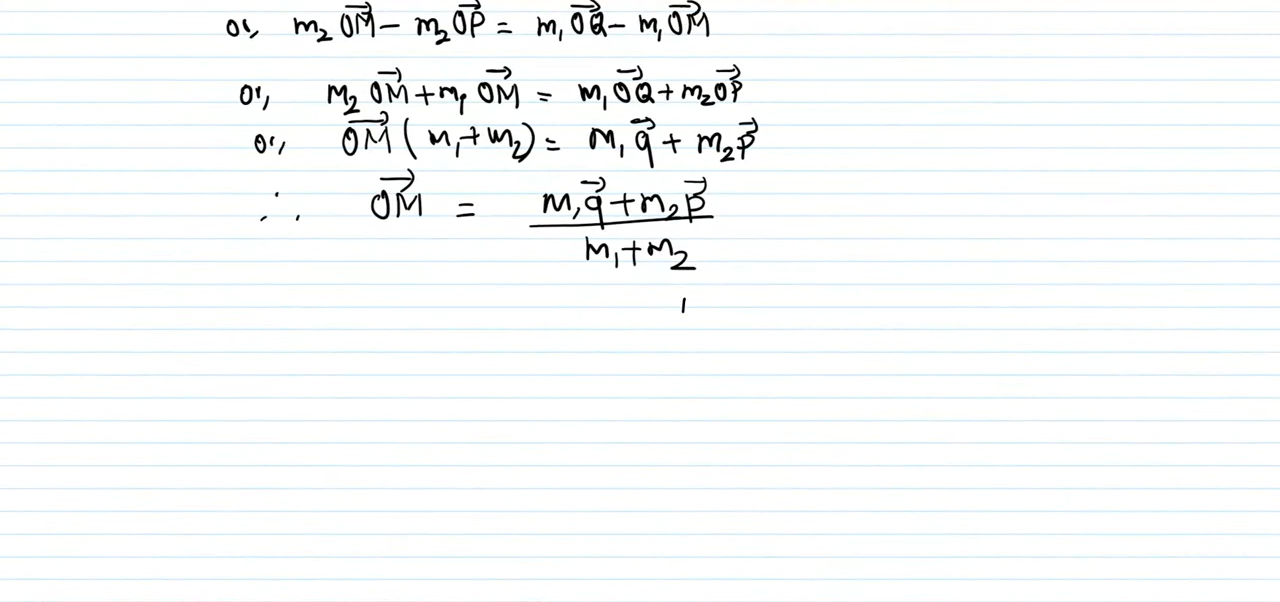 or, m₂ OM⃗ − m₂ OP⃗ = m₁ OQ⃗ − m₁ OM⃗
or, m₂ OM⃗ + m₁ OM⃗ = m₁ OQ⃗ + m₂ OP⃗
or, OM⃗ (m₁ + m₂) = m₁ q⃗ + m₂ p⃗
∴ OM⃗ = (m₁ q⃗ + m₂ p⃗) / (m₁ + m₂)